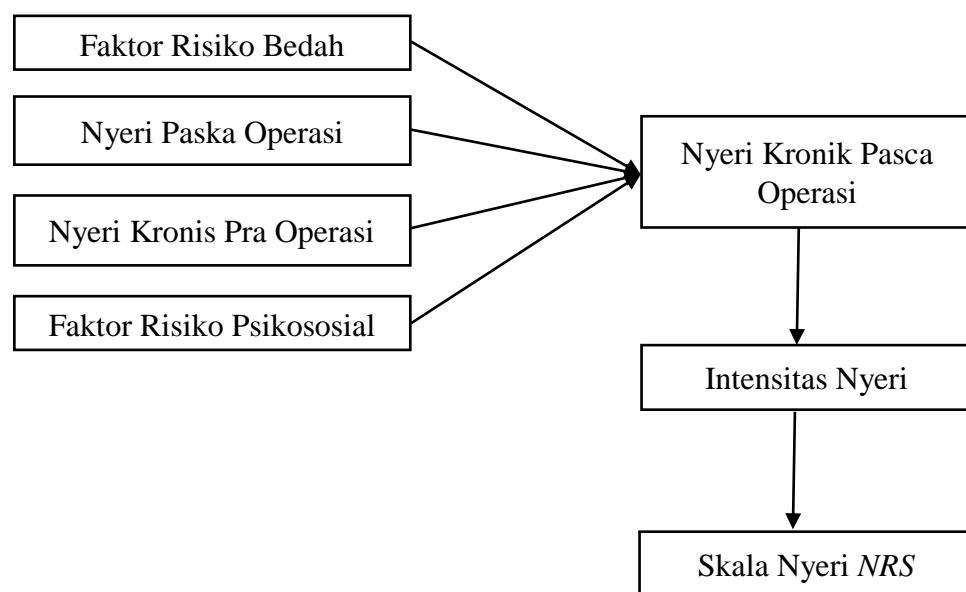 Faktor Risiko Bedah
Nyeri Paska Operasi
Nyeri Kronis Pra Operasi
Faktor Risiko Psikososial
Nyeri Kronik Pasca
Operasi
Intensitas Nyeri
Skala Nyeri NRS